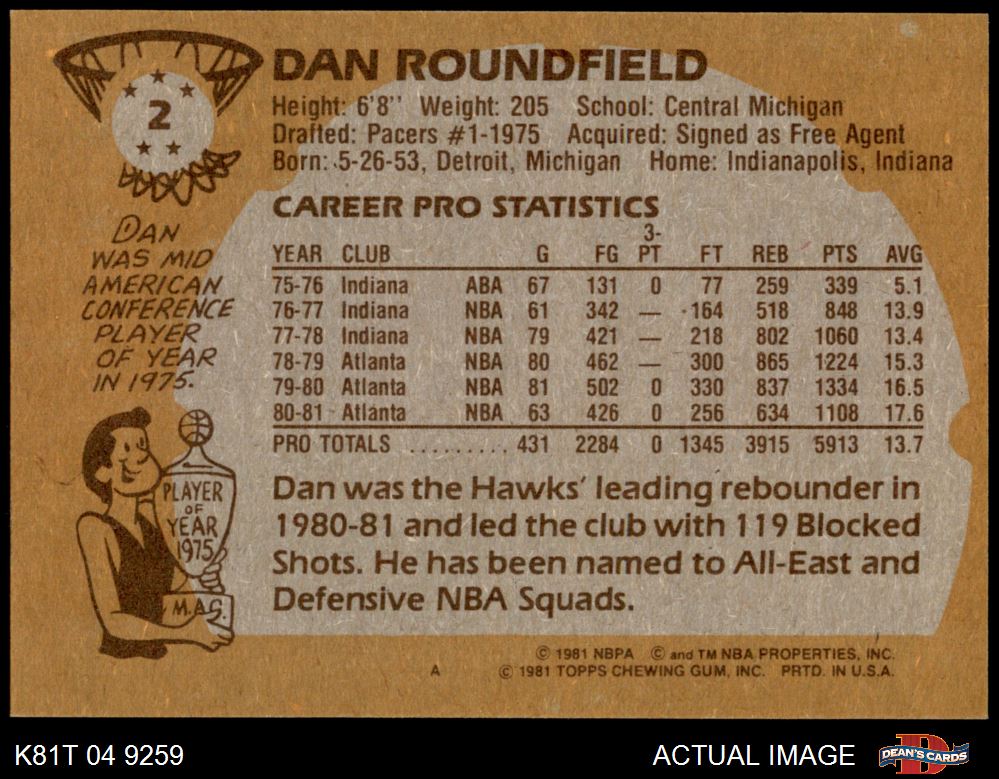 2
DAN ROUNDFIELD
Height: 6'8'' Weight: 205 School: Central Michigan
Drafted: Pacers #1-1975 Acquired: Signed as Free Agent
Born: 5-26-53, Detroit, Michigan Home: Indianapolis, Indiana
DAN
WAS MID
AMERICAN
CONFERENCE
PLAYER
OF YEAR
IN 1975.
PLAYER
OF
YEAR
1975
M.A.C.
CAREER PRO STATISTICS
YEAR CLUB G FG 3-PT FT REB PTS AVG
75-76 Indiana ABA 67 131 0 77 259 339 5.1
76-77 Indiana NBA 61 342 — 164 518 848 13.9
77-78 Indiana NBA 79 421 — 218 802 1060 13.4
78-79 Atlanta NBA 80 462 — 300 865 1224 15.3
79-80 Atlanta NBA 81 502 0 330 837 1334 16.5
80-81 Atlanta NBA 63 426 0 256 634 1108 17.6
PRO TOTALS ......... 431 2284 0 1345 3915 5913 13.7
Dan was the Hawks' leading rebounder in
1980-81 and led the club with 119 Blocked
Shots. He has been named to All-East and
Defensive NBA Squads.
© 1981 NBPA © and TM NBA PROPERTIES, INC.
A © 1981 TOPPS CHEWING GUM, INC. PRTD. IN U.S.A.
K81T 04 9259 ACTUAL IMAGE DEAN'S CARDS